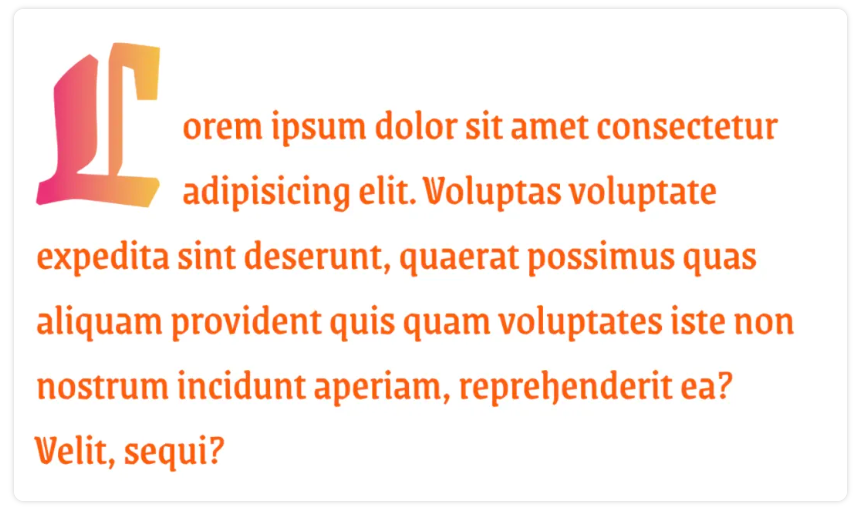 Lorem ipsum dolor sit amet consectetur
adipisicing elit. Voluptas voluptate
expedita sint deserunt, quaerat possimus quas
aliquam provident quis quam voluptates iste non
nostrum incidunt aperiam, reprehenderit ea?
Velit, sequi?